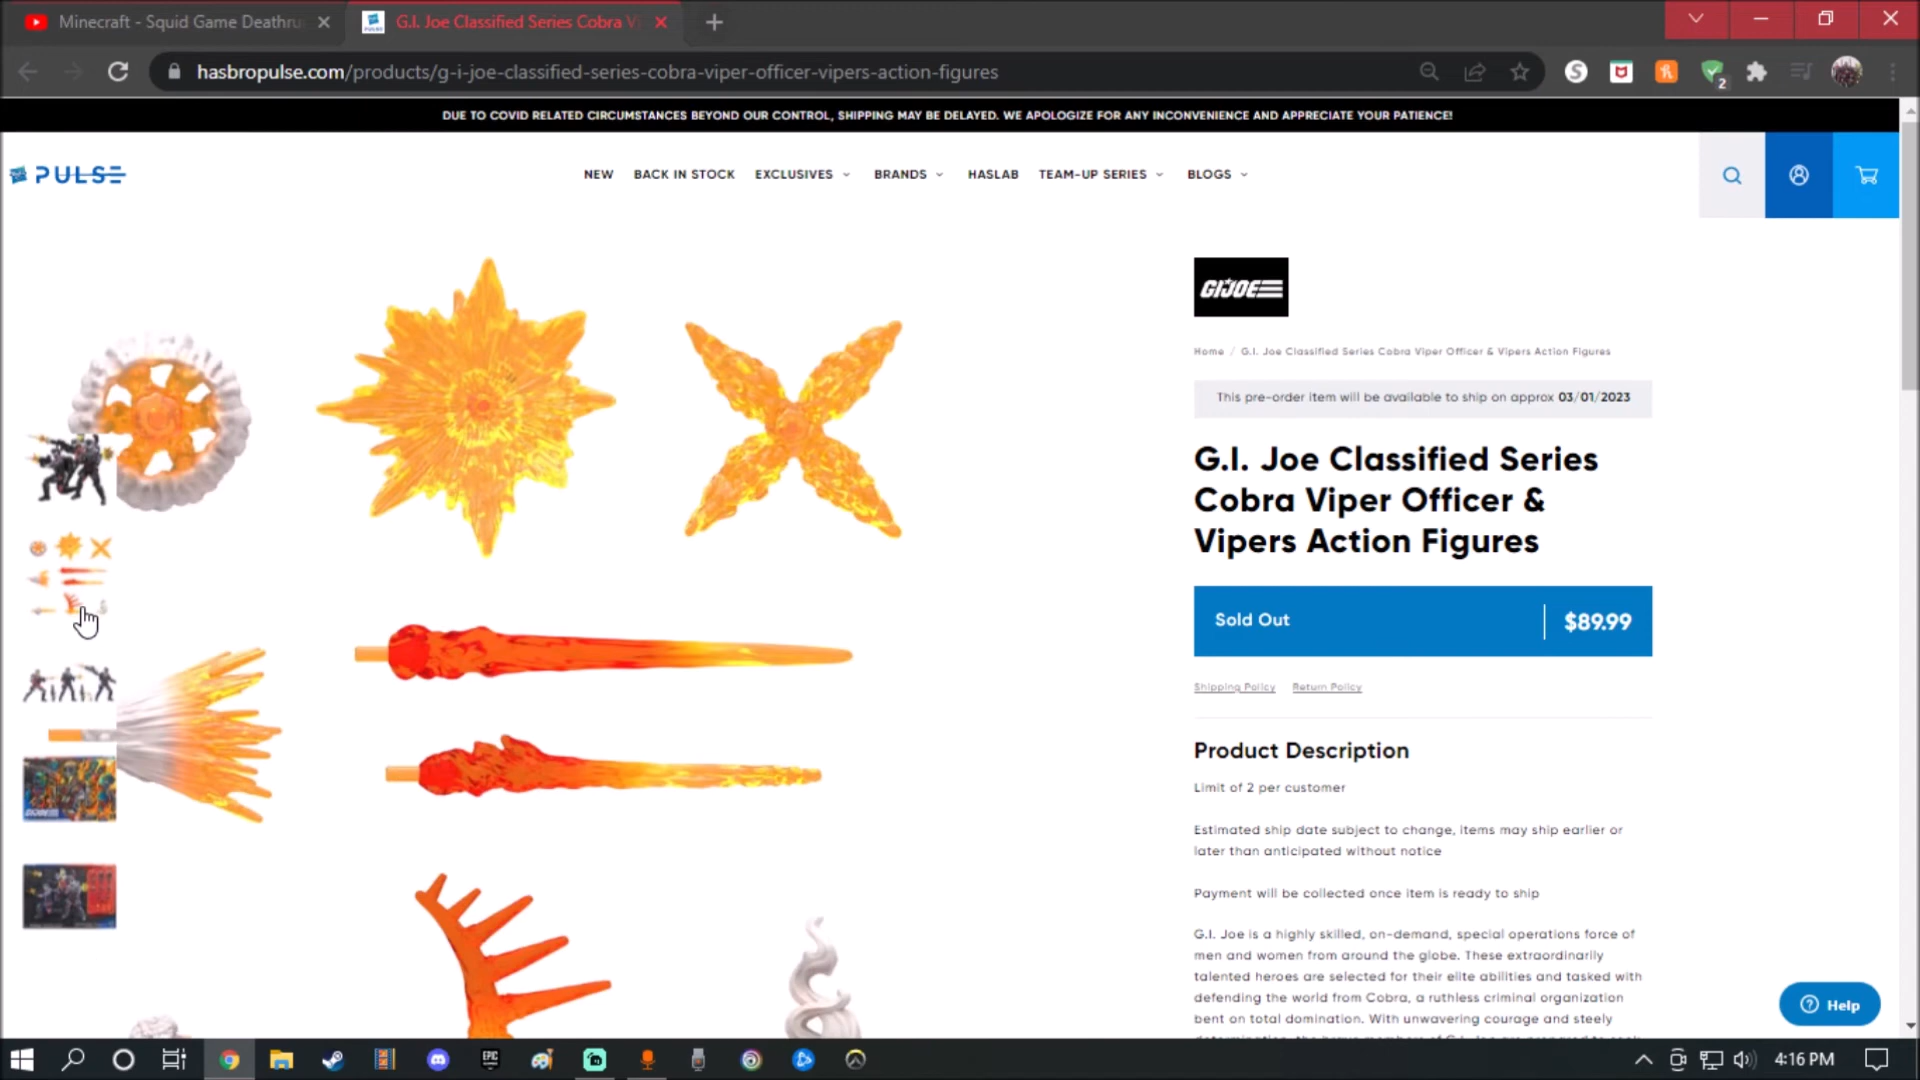 Minecraft - Squid Game Deathru
G.I. Joe Classified Series Cobra Vi
hasbropulse.com/products/g-i-joe-classified-series-cobra-viper-officer-vipers-action-figures
2
DUE TO COVID RELATED CIRCUMSTANCES BEYOND OUR CONTROL, SHIPPING MAY BE DELAYED. WE APOLOGIZE FOR ANY INCONVENIENCE AND APPRECIATE YOUR PATIENCE!
PULSE
NEW BACK IN STOCK EXCLUSIVES BRANDS HASLAB TEAM-UP SERIES BLOGS
GIJOE
Home / G.I. Joe Classified Series Cobra Viper Officer & Vipers Action Figures
This pre-order item will be available to ship on approx 03/01/2023
G.I. Joe Classified Series
Cobra Viper Officer &
Vipers Action Figures
Sold Out $89.99
Shipping Policy Return Policy
Product Description
Limit of 2 per customer
Estimated ship date subject to change, items may ship earlier or
later than anticipated without notice
Payment will be collected once item is ready to ship
G.I. Joe is a highly skilled, on-demand, special operations force of
men and women from around the globe. These extraordinarily
talented heroes are selected for their elite abilities and tasked with
defending the world from Cobra, a ruthless criminal organization
bent on total domination. With unwavering courage and steely
Help
EPIC
4:16 PM